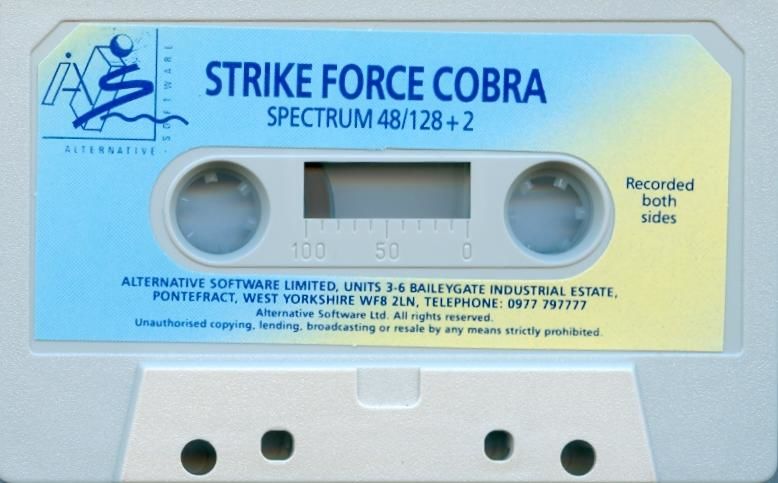 STRIKE FORCE COBRA
SPECTRUM 48/128+2
AS
SOFTWARE
ALTERNATIVE
Recorded
both
sides
100 50 0
ALTERNATIVE SOFTWARE LIMITED, UNITS 3-6 BAILEYGATE INDUSTRIAL ESTATE,
PONTEFRACT, WEST YORKSHIRE WF8 2LN, TELEPHONE: 0977 797777
Alternative Software Ltd. All rights reserved.
Unauthorised copying, lending, broadcasting or resale by any means strictly prohibited.